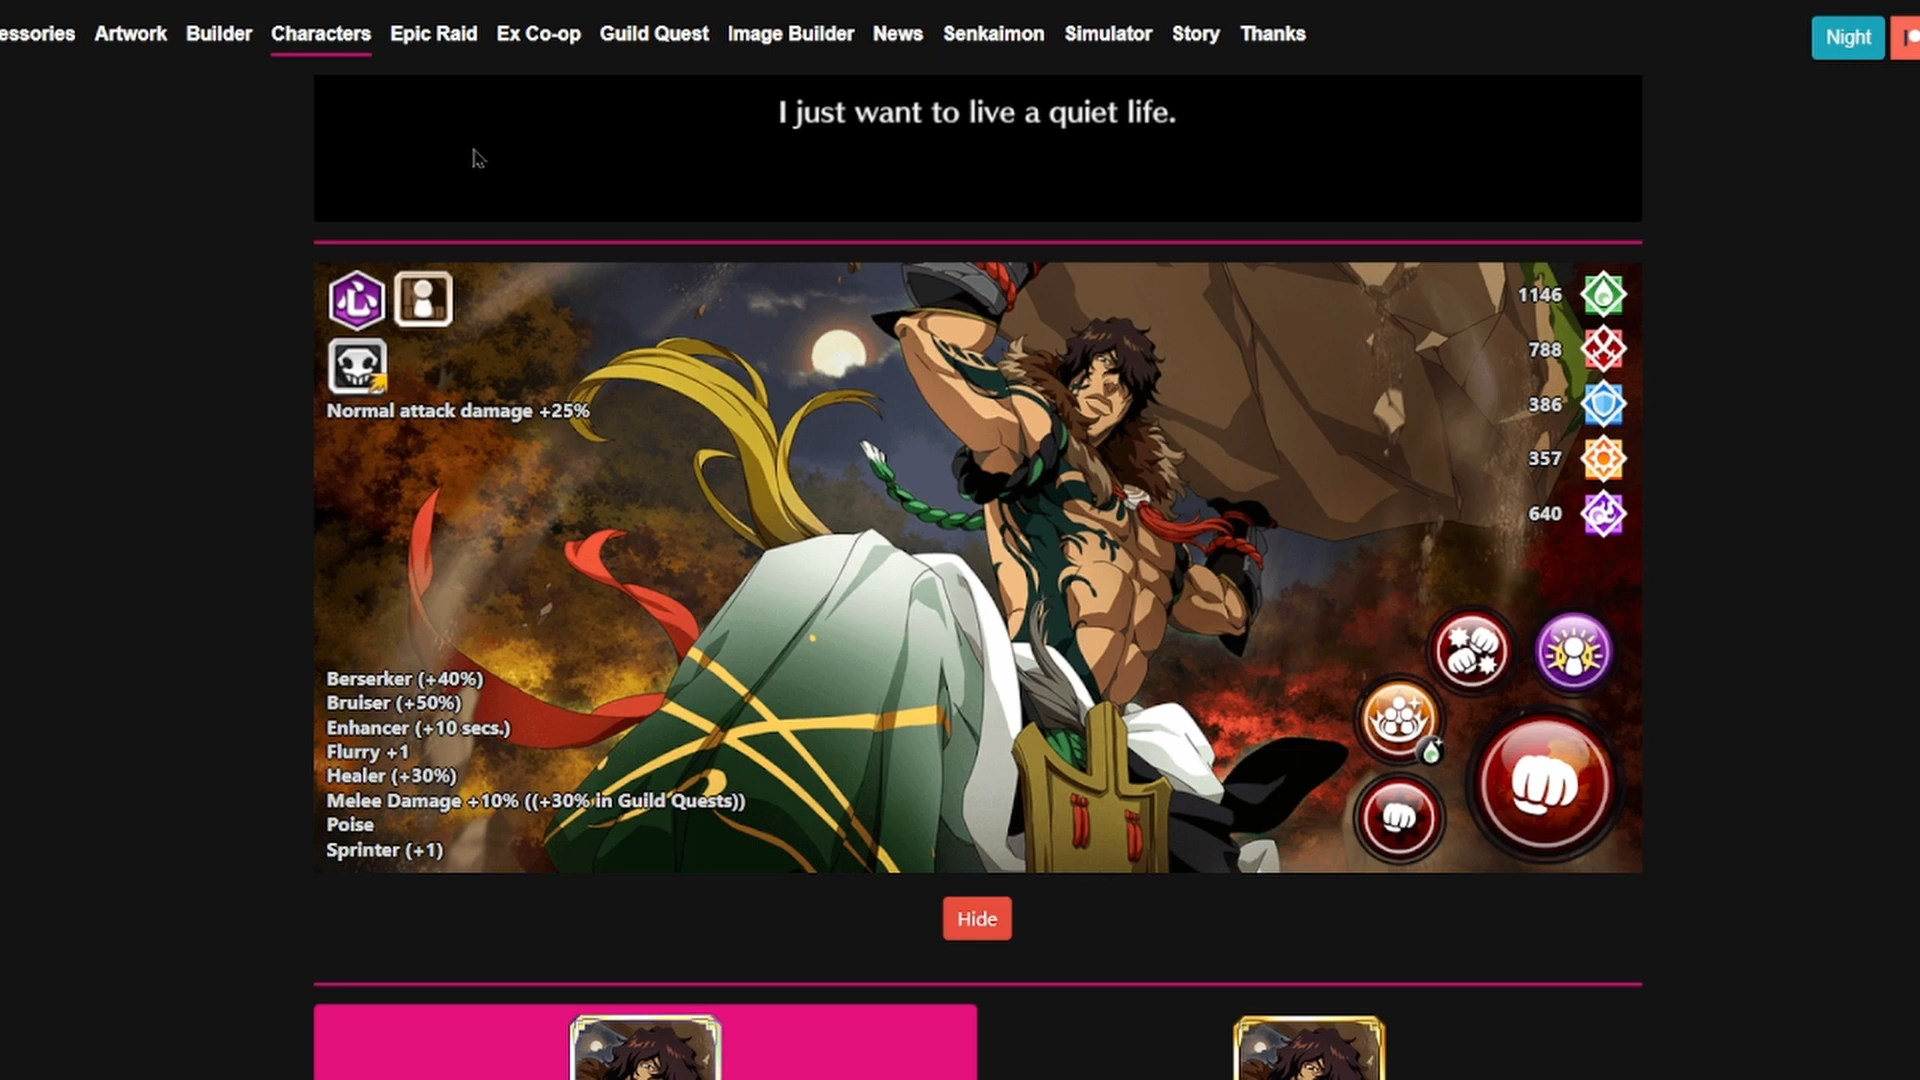 essories Artwork Builder Characters Epic Raid Ex Co-op Guild Quest Image Builder News Senkaimon Simulator Story Thanks Night
I just want to live a quiet life.
1146
788
386
357
640
Normal attack damage +25%
Berserker (+40%)
Bruiser (+50%)
Enhancer (+10 secs.)
Flurry +1
Healer (+30%)
Melee Damage +10% ((+30% in Guild Quests))
Poise
Sprinter (+1)
Hide